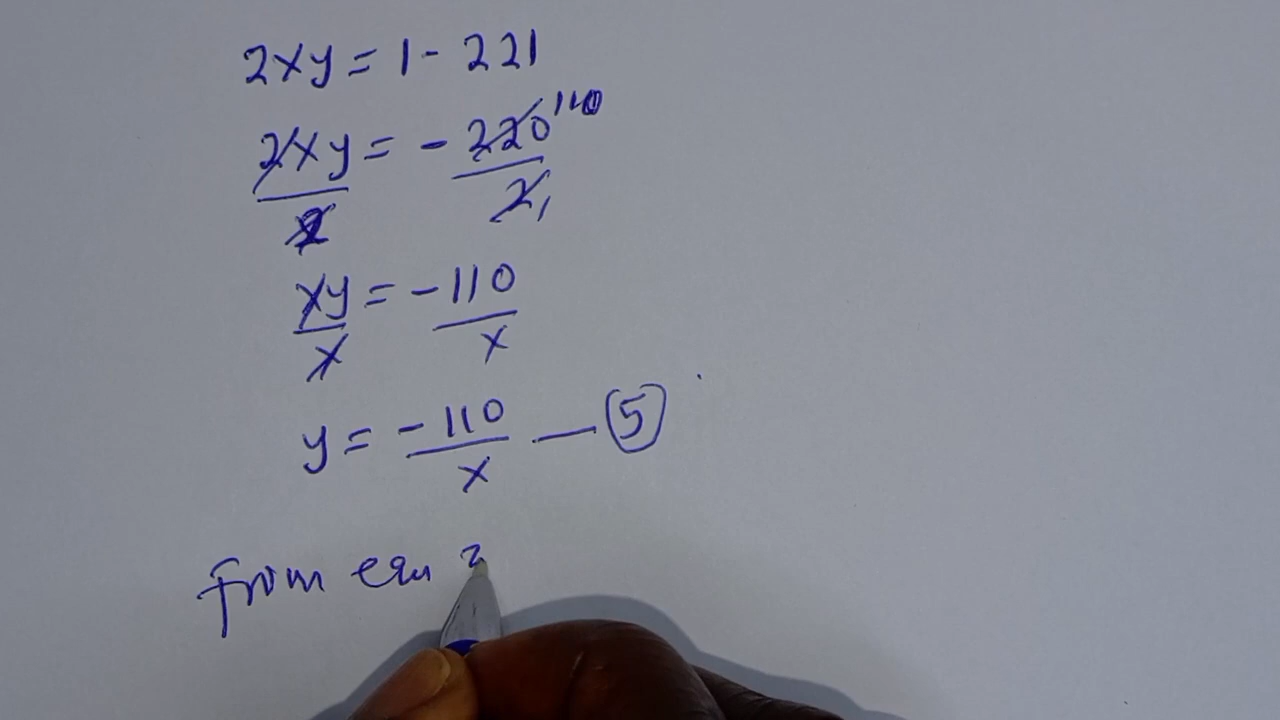 2xy = 1 - 221
2xy = - 220 110
2 2 1
xy = - 110
x x
y = - 110 — 5
x
from eqn